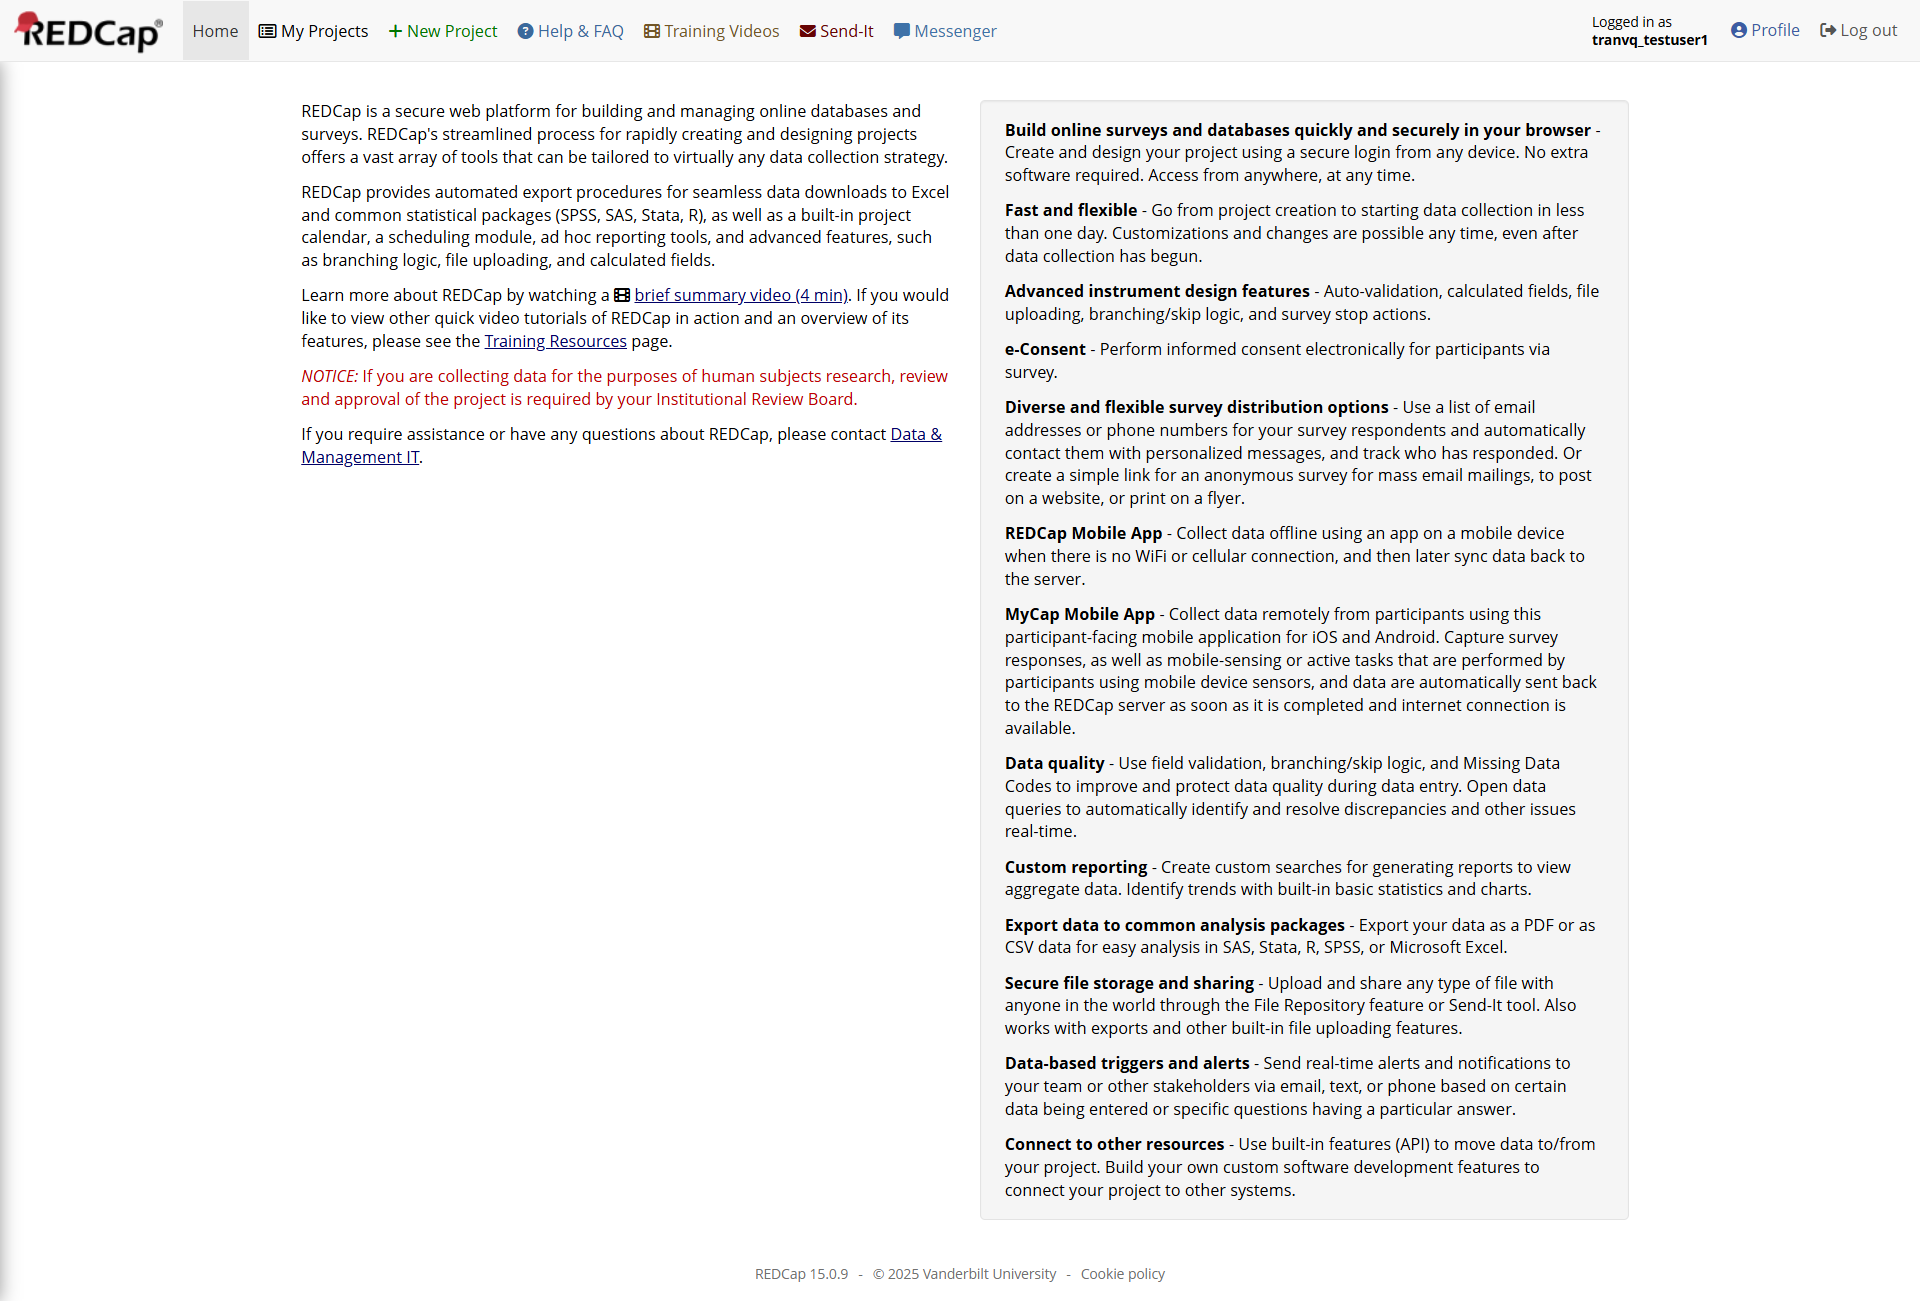 REDCap®
Home
My Projects
New Project
Help & FAQ
Training Videos
Send-It
Messenger
Logged in as
tranvq_testuser1
Profile
Log out
REDCap is a secure web platform for building and managing online databases and
surveys. REDCap's streamlined process for rapidly creating and designing projects
offers a vast array of tools that can be tailored to virtually any data collection strategy.
REDCap provides automated export procedures for seamless data downloads to Excel
and common statistical packages (SPSS, SAS, Stata, R), as well as a built-in project
calendar, a scheduling module, ad hoc reporting tools, and advanced features, such
as branching logic, file uploading, and calculated fields.
Learn more about REDCap by watching a brief summary video (4 min). If you would
like to view other quick video tutorials of REDCap in action and an overview of its
features, please see the Training Resources page.
NOTICE: If you are collecting data for the purposes of human subjects research, review
and approval of the project is required by your Institutional Review Board.
If you require assistance or have any questions about REDCap, please contact Data &
Management IT.
Build online surveys and databases quickly and securely in your browser -
Create and design your project using a secure login from any device. No extra
software required. Access from anywhere, at any time.
Fast and flexible - Go from project creation to starting data collection in less
than one day. Customizations and changes are possible any time, even after
data collection has begun.
Advanced instrument design features - Auto-validation, calculated fields, file
uploading, branching/skip logic, and survey stop actions.
e-Consent - Perform informed consent electronically for participants via
survey.
Diverse and flexible survey distribution options - Use a list of email
addresses or phone numbers for your survey respondents and automatically
contact them with personalized messages, and track who has responded. Or
create a simple link for an anonymous survey for mass email mailings, to post
on a website, or print on a flyer.
REDCap Mobile App - Collect data offline using an app on a mobile device
when there is no WiFi or cellular connection, and then later sync data back to
the server.
MyCap Mobile App - Collect data remotely from participants using this
participant-facing mobile application for iOS and Android. Capture survey
responses, as well as mobile-sensing or active tasks that are performed by
participants using mobile device sensors, and data are automatically sent back
to the REDCap server as soon as it is completed and internet connection is
available.
Data quality - Use field validation, branching/skip logic, and Missing Data
Codes to improve and protect data quality during data entry. Open data
queries to automatically identify and resolve discrepancies and other issues
real-time.
Custom reporting - Create custom searches for generating reports to view
aggregate data. Identify trends with built-in basic statistics and charts.
Export data to common analysis packages - Export your data as a PDF or as
CSV data for easy analysis in SAS, Stata, R, SPSS, or Microsoft Excel.
Secure file storage and sharing - Upload and share any type of file with
anyone in the world through the File Repository feature or Send-It tool. Also
works with exports and other built-in file uploading features.
Data-based triggers and alerts - Send real-time alerts and notifications to
your team or other stakeholders via email, text, or phone based on certain
data being entered or specific questions having a particular answer.
Connect to other resources - Use built-in features (API) to move data to/from
your project. Build your own custom software development features to
connect your project to other systems.
REDCap 15.0.9 - © 2025 Vanderbilt University - Cookie policy